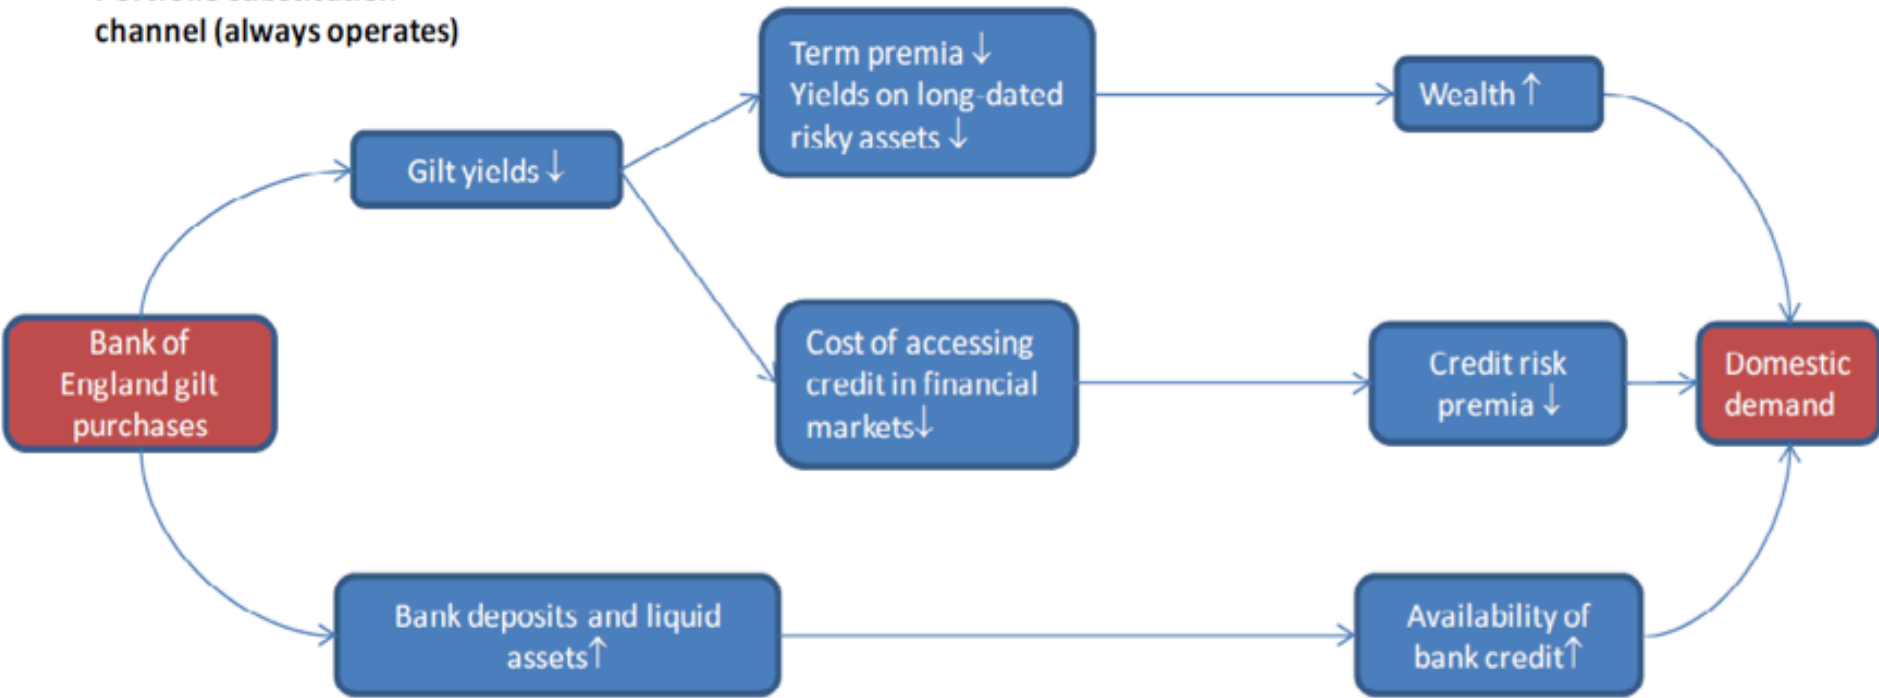 channel (always operates)
Term premia ↓
Yields on long-dated
risky assets ↓
Wealth ↑
Gilt yields ↓
Bank of
England gilt
purchases
Cost of accessing
credit in financial
markets↓
Credit risk
premia ↓
Domestic
demand
Bank deposits and liquid
assets↑
Availability of
bank credit↑